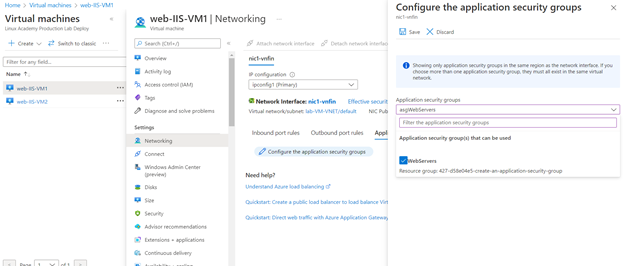 Home > Virtual machines > web-IIS-VM1
Virtual machines
Linux Academy Production Lab Deploy
+ Create
Switch to classic
...
Filter for any field...
Name ↑↓
web-IIS-VM1
...
web-IIS-VM2
...
< Page 1 of 1 >
web-IIS-VM1 | Networking
...
Virtual machine
Search (Ctrl+/)
«
Overview
Activity log
Access control (IAM)
Tags
Diagnose and solve problems
Settings
Networking
Connect
Windows Admin Center
(preview)
Disks
Size
Security
Advisor recommendations
Extensions + applications
Continuous delivery
Attach network interface
Detach network interfac
nic1-vnfin
IP configuration
ipconfig1 (Primary)
Network Interface: nic1-vnfin
Effective securi
Virtual network/subnet: lab-VM-VNET/default
NIC Pub
Inbound port rules
Outbound port rules
Appli
Configure the application security groups
Need help?
Understand Azure load balancing
Quickstart: Create a public load balancer to load balance Virt
Quickstart: Direct web traffic with Azure Application Gateway
Configure the application security groups
nic1-vnfin
Save
Discard
Showing only application security groups in the same region as the network interface. If you
choose more than one application security group, they must all exist in the same virtual
network.
Application security groups
asgWebServers
Filter the application security groups
Application security group(s) that can be used
WebServers
Resource group: 427-d58e04e5-create-an-application-security-group